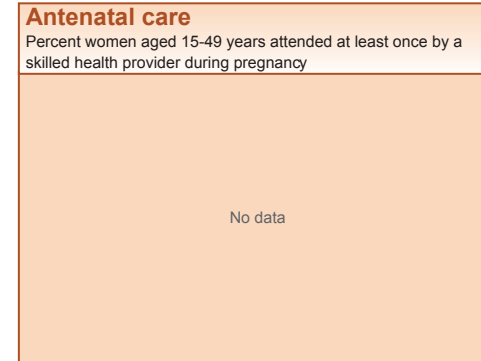 Antenatal care
Percent women aged 15-49 years attended at least once by a
skilled health provider during pregnancy
No data